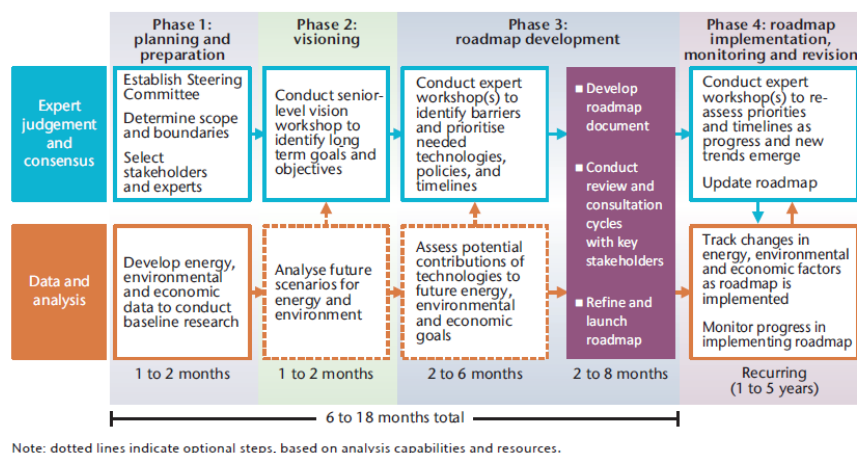 Phase 1:
planning and
preparation
Phase 2:
visioning
Phase 3:
roadmap development
Phase 4: roadmap
implementation,
monitoring and revision
Expert
judgement
and
consensus
Establish Steering
Committee
Determine scope
and boundaries
Select
stakeholders
and experts
Conduct senior-
level vision
workshop to
identify long
term goals and
objectives
Conduct expert
workshop(s) to
identify barriers
and prioritise
needed
technologies,
policies, and
timelines
■ Develop
roadmap
document
■ Conduct
review and
consultation
cycles
with key
stakeholders
■ Refine and
launch
roadmap
Conduct expert
workshop(s) to re-
assess priorities
and timelines as
progress and new
trends emerge
Update roadmap
Data and
analysis
Develop energy,
environmental
and economic
data to conduct
baseline research
Analyse future
scenarios for
energy and
environment
Assess potential
contributions of
technologies to
future energy,
environmental
and economic
goals
Track changes in
energy, environmental
and economic factors
as roadmap is
implemented
Monitor progress in
implementing roadmap
1 to 2 months
1 to 2 months
2 to 6 months
2 to 8 months
Recurring
(1 to 5 years)
6 to 18 months total
Note: dotted lines indicate optional steps, based on analysis capabilities and resources.